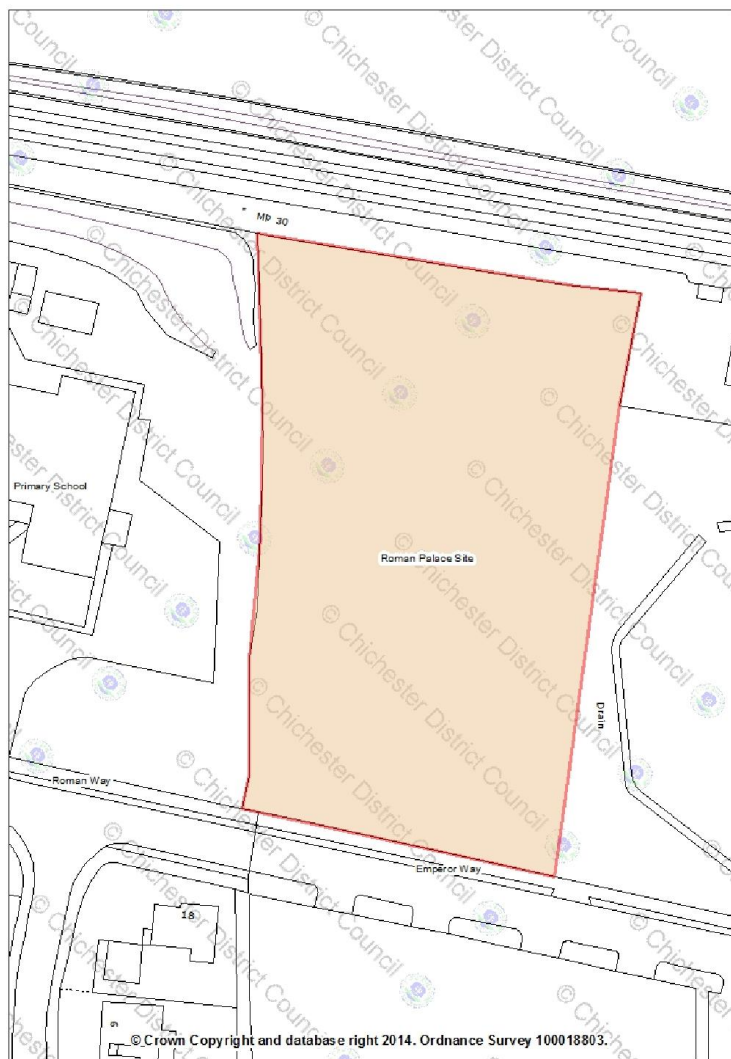 © Chichester District Council
MP 30
Primary School
Roman Palace Site
Drain
Roman Way
Emperor Way
18
9
© Crown Copyright and database right 2014. Ordnance Survey 100018803.